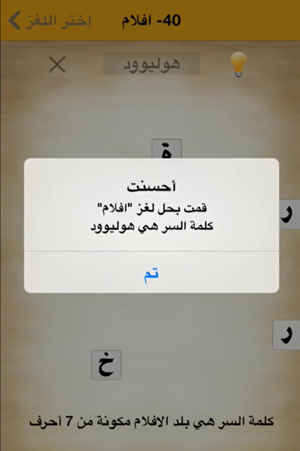 40- افلام
إختر اللغز
هوليوود
ة
أحسنت
قمت بحل لغز "افلام"
كلمة السر هي هوليوود
تم
ر
ر
خ
كلمة السر هي بلد الافلام مكونة من 7 أحرف